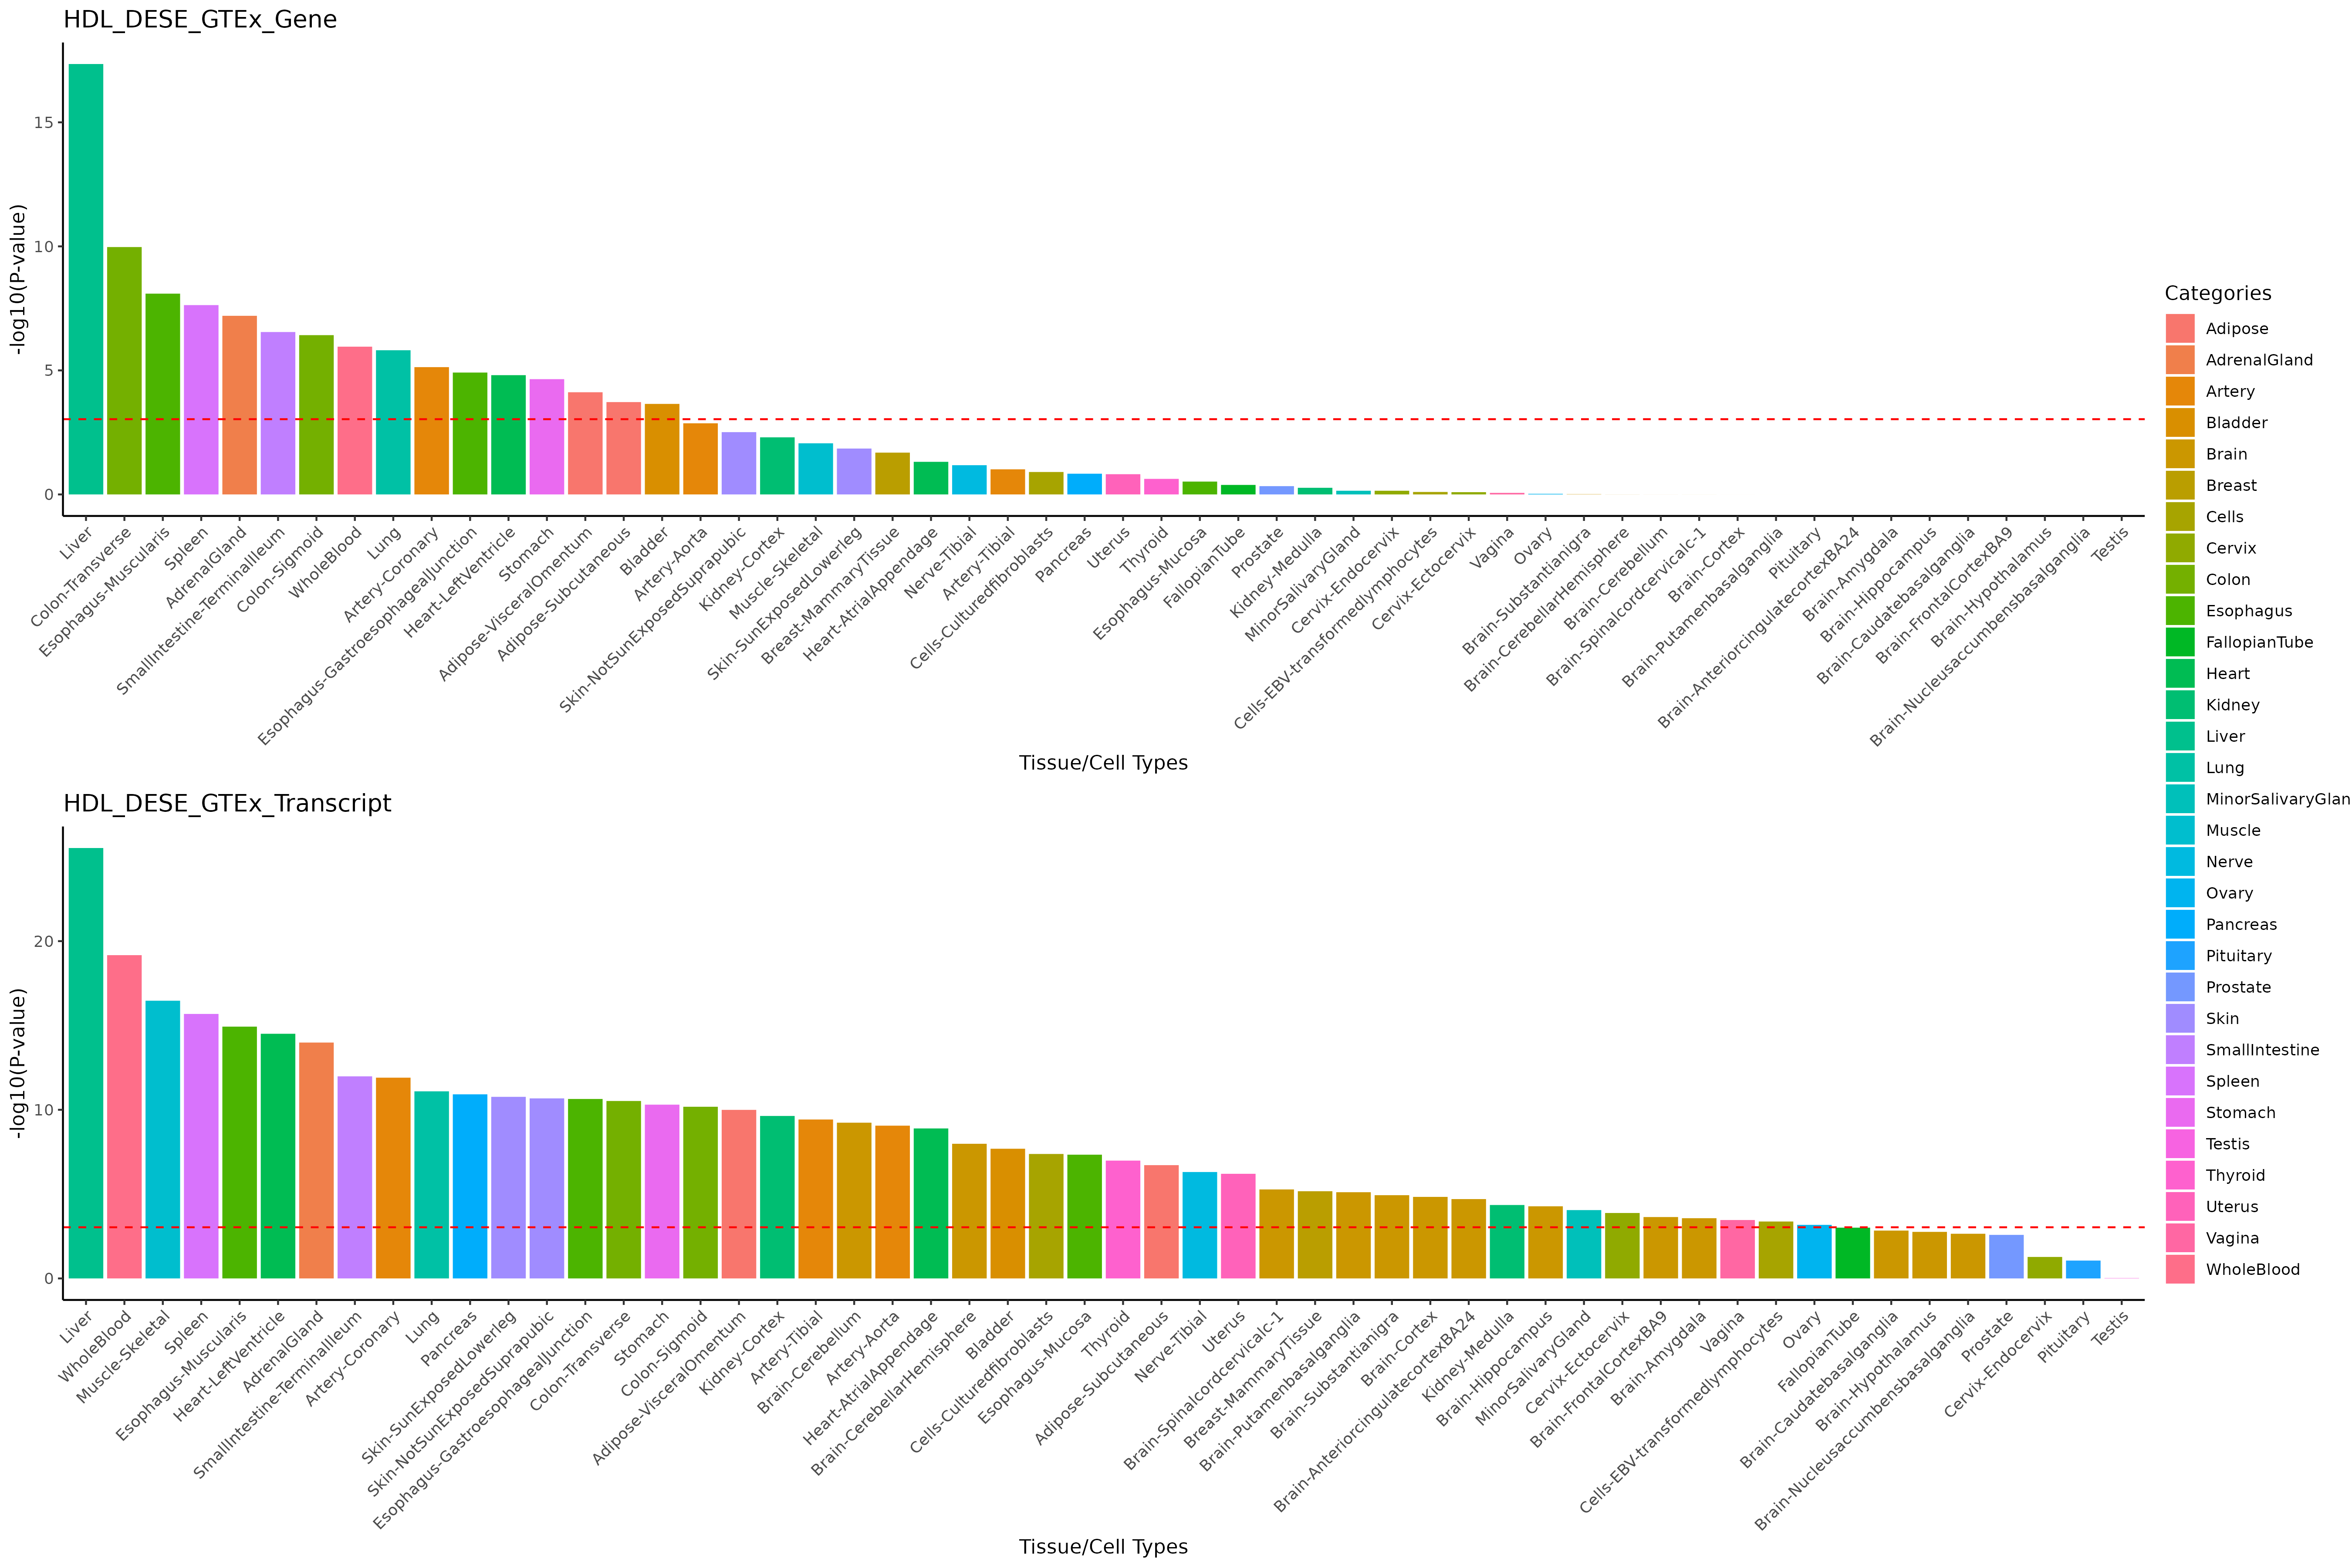 HDL_DESE_GTEx_Gene
-log10(P-value)
15
10
5
0
Liver
Colon-Transverse
Esophagus-Muscularis
Spleen
AdrenalGland
SmallIntestine-TerminalIleum
Colon-Sigmoid
WholeBlood
Lung
Artery-Coronary
Esophagus-GastroesophagealJunction
Heart-LeftVentricle
Stomach
Adipose-VisceralOmentum
Adipose-Subcutaneous
Bladder
Artery-Aorta
Skin-NotSunExposedSuprapubic
Kidney-Cortex
Muscle-Skeletal
Skin-SunExposedLowerleg
Breast-MammaryTissue
Heart-AtrialAppendage
Nerve-Tibial
Artery-Tibial
Cells-Culturedfibroblasts
Pancreas
Uterus
Thyroid
Esophagus-Mucosa
FallopianTube
Prostate
Kidney-Medulla
MinorSalivaryGland
Cervix-Endocervix
Cells-EBV-transformedlymphocytes
Cervix-Ectocervix
Vagina
Ovary
Brain-Substantianigra
Brain-CerebellarHemisphere
Brain-Cerebellum
Brain-Spinalcordcervicalc-1
Brain-Cortex
Brain-Putamenbasalganglia
Pituitary
Brain-AnteriorcingulatecortexBA24
Brain-Amygdala
Brain-Hippocampus
Brain-Caudatebasalganglia
Brain-FrontalCortexBA9
Brain-Hypothalamus
Brain-Nucleusaccumbensbasalganglia
Testis
Tissue/Cell Types
HDL_DESE_GTEx_Transcript
-log10(P-value)
20
10
0
Liver
WholeBlood
Muscle-Skeletal
Spleen
Esophagus-Muscularis
Heart-LeftVentricle
AdrenalGland
SmallIntestine-TerminalIleum
Artery-Coronary
Lung
Pancreas
Skin-SunExposedLowerleg
Skin-NotSunExposedSuprapubic
Esophagus-GastroesophagealJunction
Colon-Transverse
Stomach
Colon-Sigmoid
Adipose-VisceralOmentum
Kidney-Cortex
Artery-Tibial
Brain-Cerebellum
Artery-Aorta
Heart-AtrialAppendage
Brain-CerebellarHemisphere
Bladder
Cells-Culturedfibroblasts
Esophagus-Mucosa
Thyroid
Adipose-Subcutaneous
Nerve-Tibial
Uterus
Brain-Spinalcordcervicalc-1
Breast-MammaryTissue
Brain-Putamenbasalganglia
Brain-Substantianigra
Brain-Cortex
Brain-AnteriorcingulatecortexBA24
Kidney-Medulla
Brain-Hippocampus
MinorSalivaryGland
Cervix-Ectocervix
Brain-FrontalCortexBA9
Brain-Amygdala
Vagina
Cells-EBV-transformedlymphocytes
Ovary
FallopianTube
Brain-Caudatebasalganglia
Brain-Hypothalamus
Brain-Nucleusaccumbensbasalganglia
Prostate
Cervix-Endocervix
Pituitary
Testis
Tissue/Cell Types
Categories
Adipose
AdrenalGland
Artery
Bladder
Brain
Breast
Cells
Cervix
Colon
Esophagus
FallopianTube
Heart
Kidney
Liver
Lung
MinorSalivaryGlan
Muscle
Nerve
Ovary
Pancreas
Pituitary
Prostate
Skin
SmallIntestine
Spleen
Stomach
Testis
Thyroid
Uterus
Vagina
WholeBlood